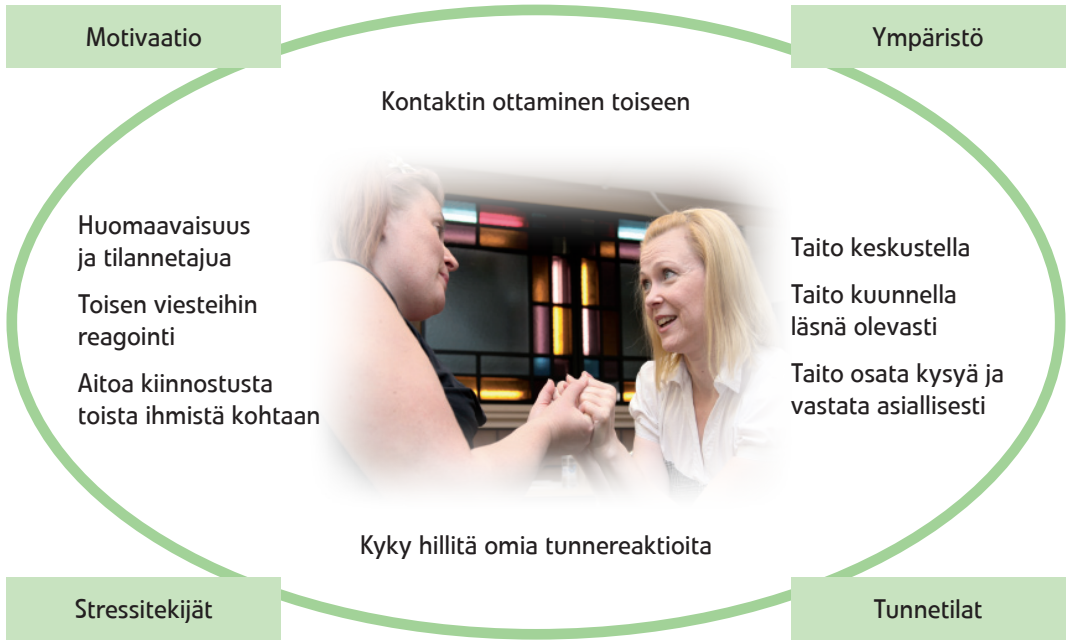 Motivaatio
Ympäristö
Kontaktin ottaminen toiseen
Huomaavaisuus
ja tilannetajua
Toisen viesteihin
reagointi
Aitoa kiinnostusta
toista ihmistä kohtaan
Taito keskustella
Taito kuunnella
läsnä olevasti
Taito osata kysyä ja
vastata asiallisesti
Kyky hillitä omia tunnereaktioita
Stressitekijät
Tunnetilat